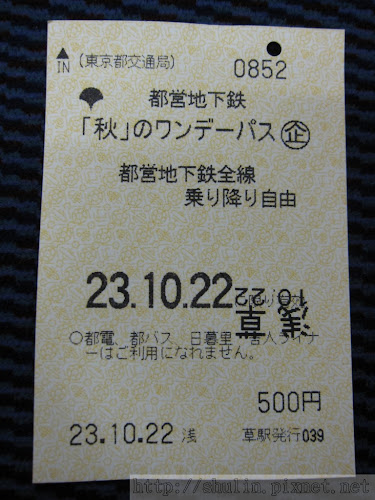 ▲IN (東京都交通局) 0852
都営地下鉄
「秋」のワンデーパス 企
都営地下鉄全線
乗り降り自由
23.10.22
浅草
10.22
○都電、都バス、日暮里・舎人ライナ
ーはご利用になれません。
500円
23.10.22 浅草駅発行039
http://shulin.pixnet.net